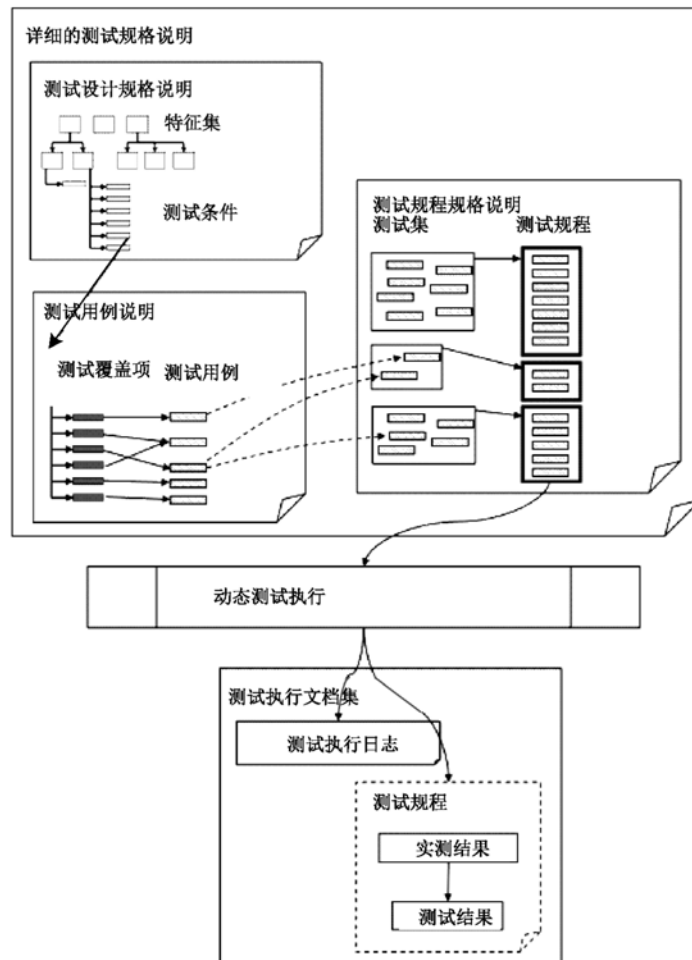 详细的测试规格说明
测试设计规格说明
特征集
测试条件
测试规程规格说明
测试集
测试规程
测试用例说明
测试覆盖项
测试用例
动态测试执行
测试执行文档集
测试执行日志
测试规程
实测结果
测试结果